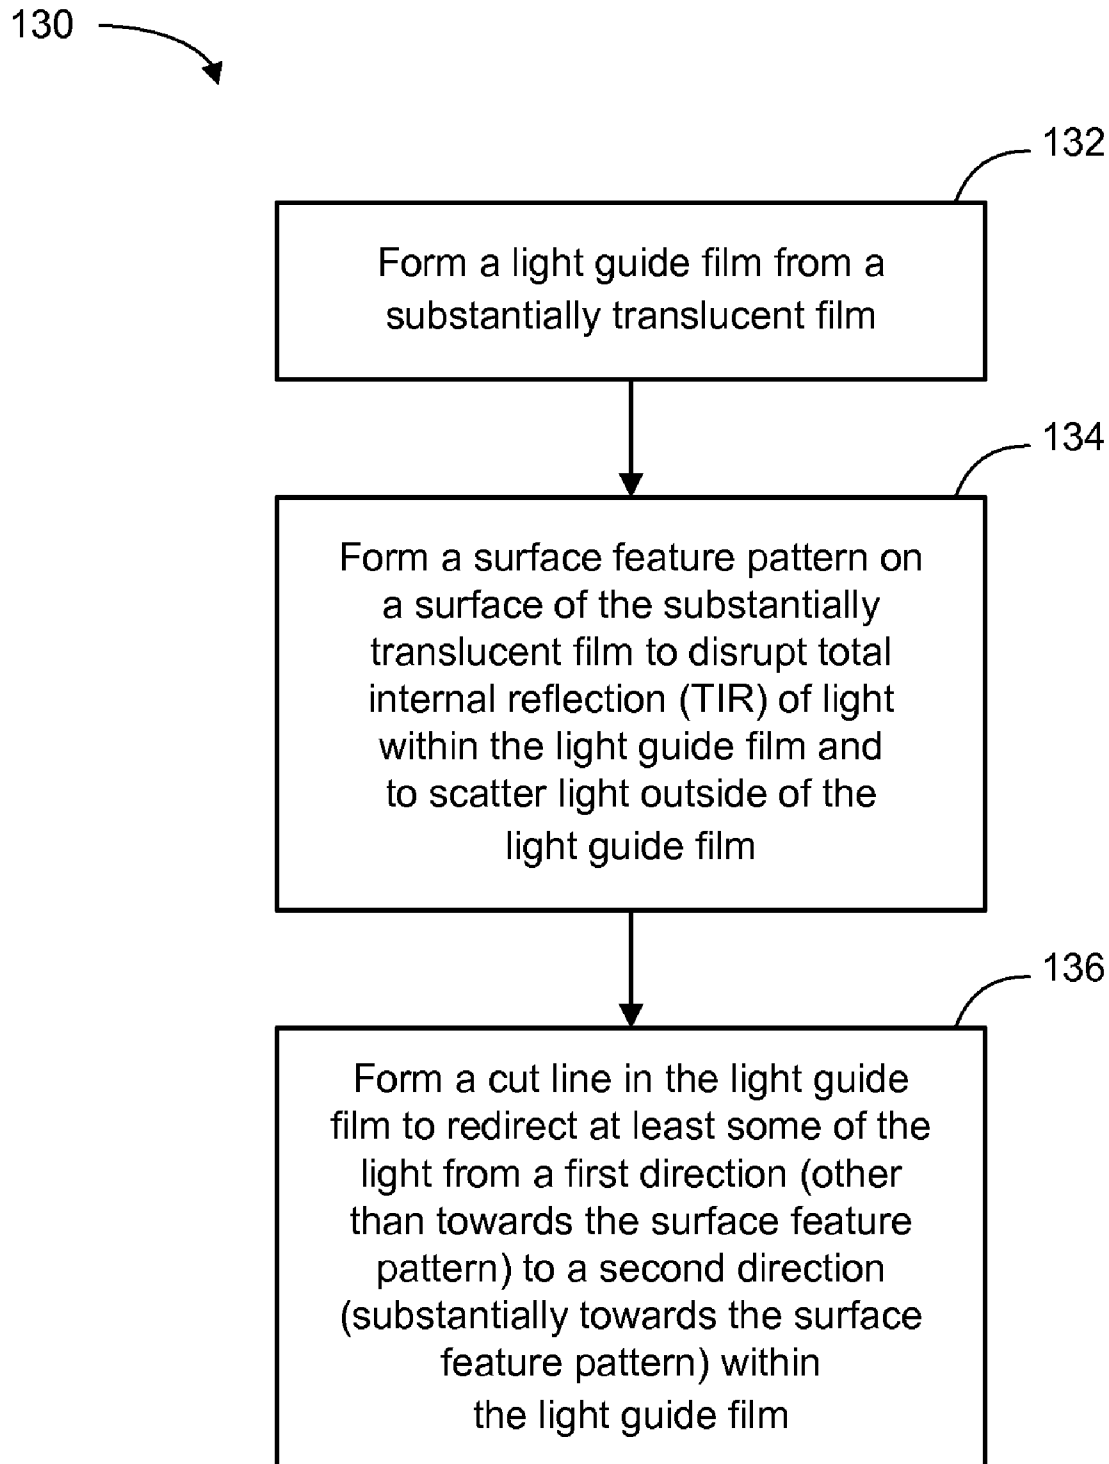 130
132
Form a light guide film from a
substantially translucent film
134
Form a surface feature pattern on
a surface of the substantially
translucent film to disrupt total
internal reflection (TIR) of light
within the light guide film and
to scatter light outside of the
light guide film
136
Form a cut line in the light guide
film to redirect at least some of the
light from a first direction (other
than towards the surface feature
pattern) to a second direction
(substantially towards the surface
feature pattern) within
the light guide film